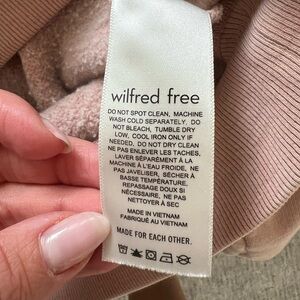 wilfred free
DO NOT SPOT CLEAN, MACHINE
WASH COLD SEPARATELY. DO
NOT BLEACH, TUMBLE DRY
LOW, COOL IRON ONLY IF
NEEDED, DO NOT DRY CLEAN
NE PAS ENLEVER LES TACHES,
LAVER SÉPARÉMENT À LA
MACHINE À L'EAU FROIDE, NE
PAS JAVELISER, SÉCHER À
BASSE TEMPÉRATURE,
REPASSAGE DOUX SI
NÉCESSAIRE, NE PAS
NETTOYER À SEC
MADE IN VIETNAM
FABRIQUÉ AU VIETNAM
MADE FOR EACH OTHER.